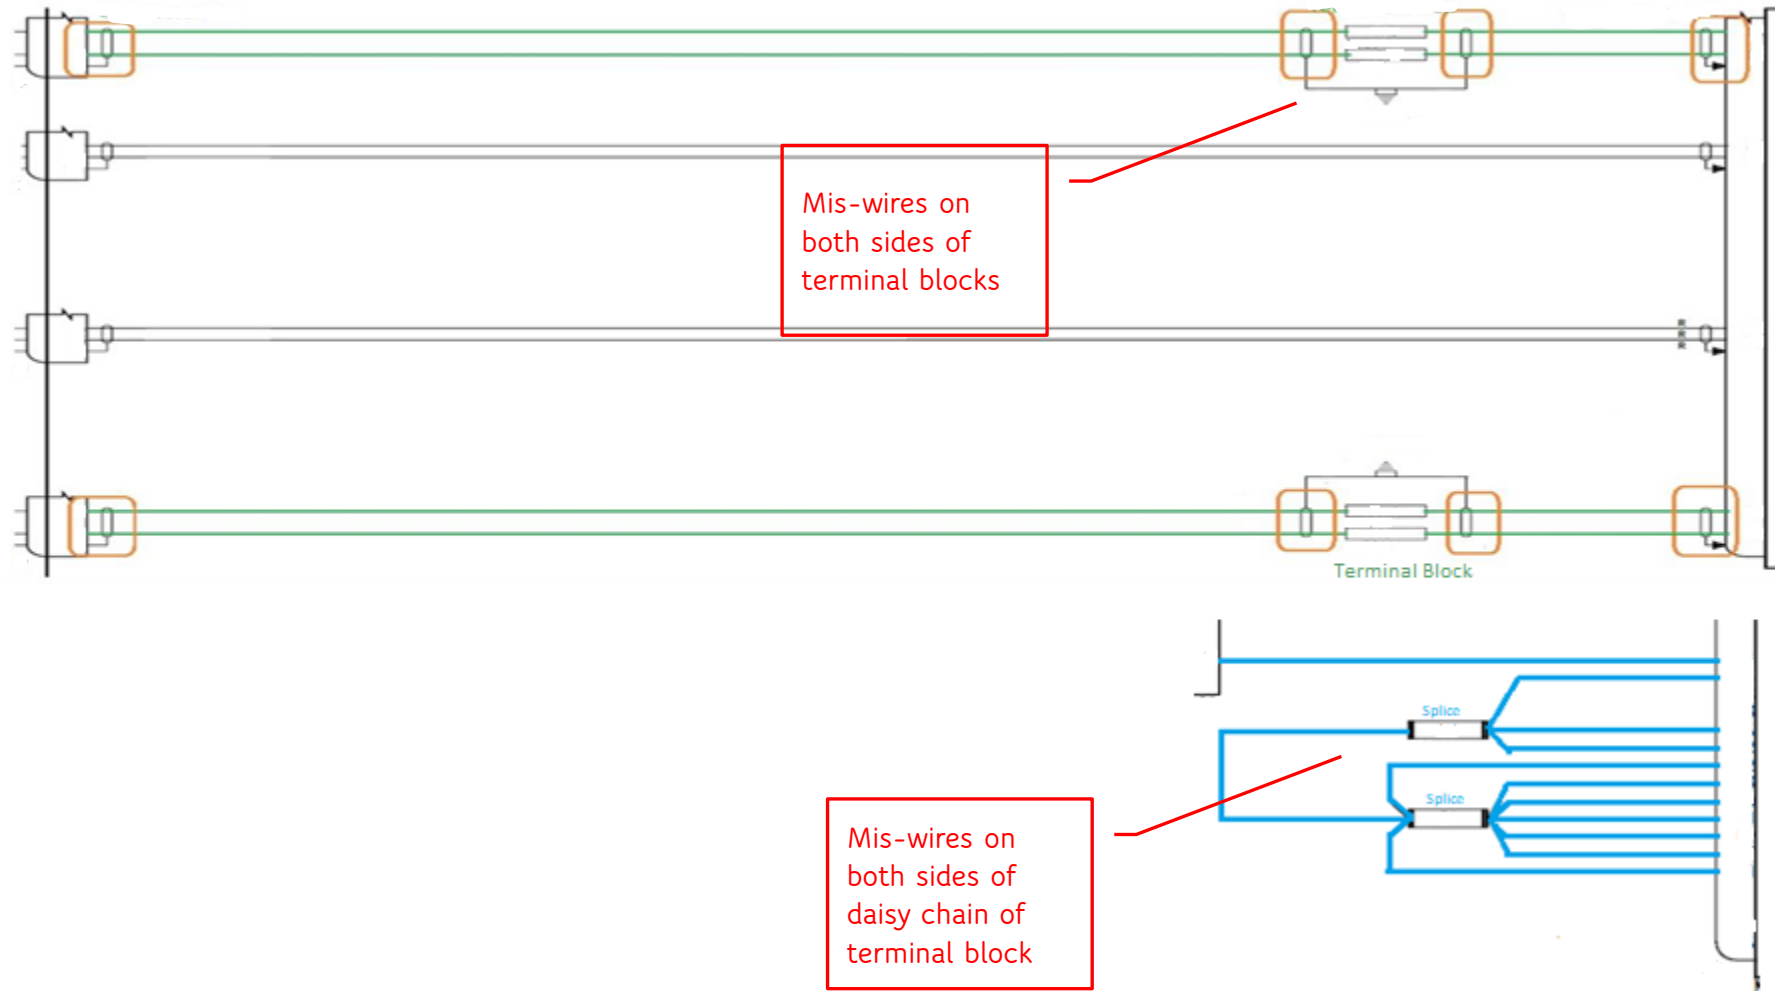 Mis-wires on
both sides of
terminal blocks
Terminal Block
Splice
Splice
Mis-wires on
both sides of
daisy chain of
terminal block